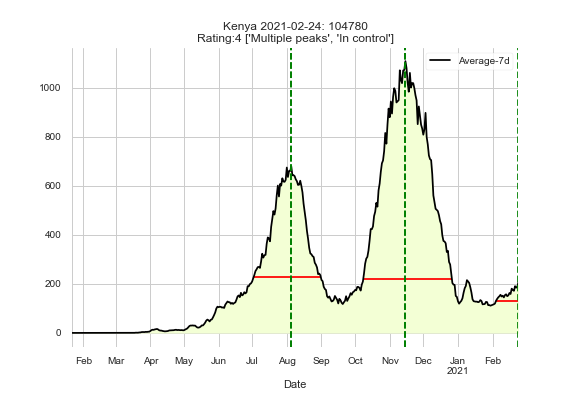 Kenya 2021-02-24: 104780
Rating:4 ['Multiple peaks', 'In control']
Average-7d
1000
800
600
400
200
0
Feb Mar Apr May Jun Jul Aug Sep Oct Nov Dec Jan Feb
2021
Date